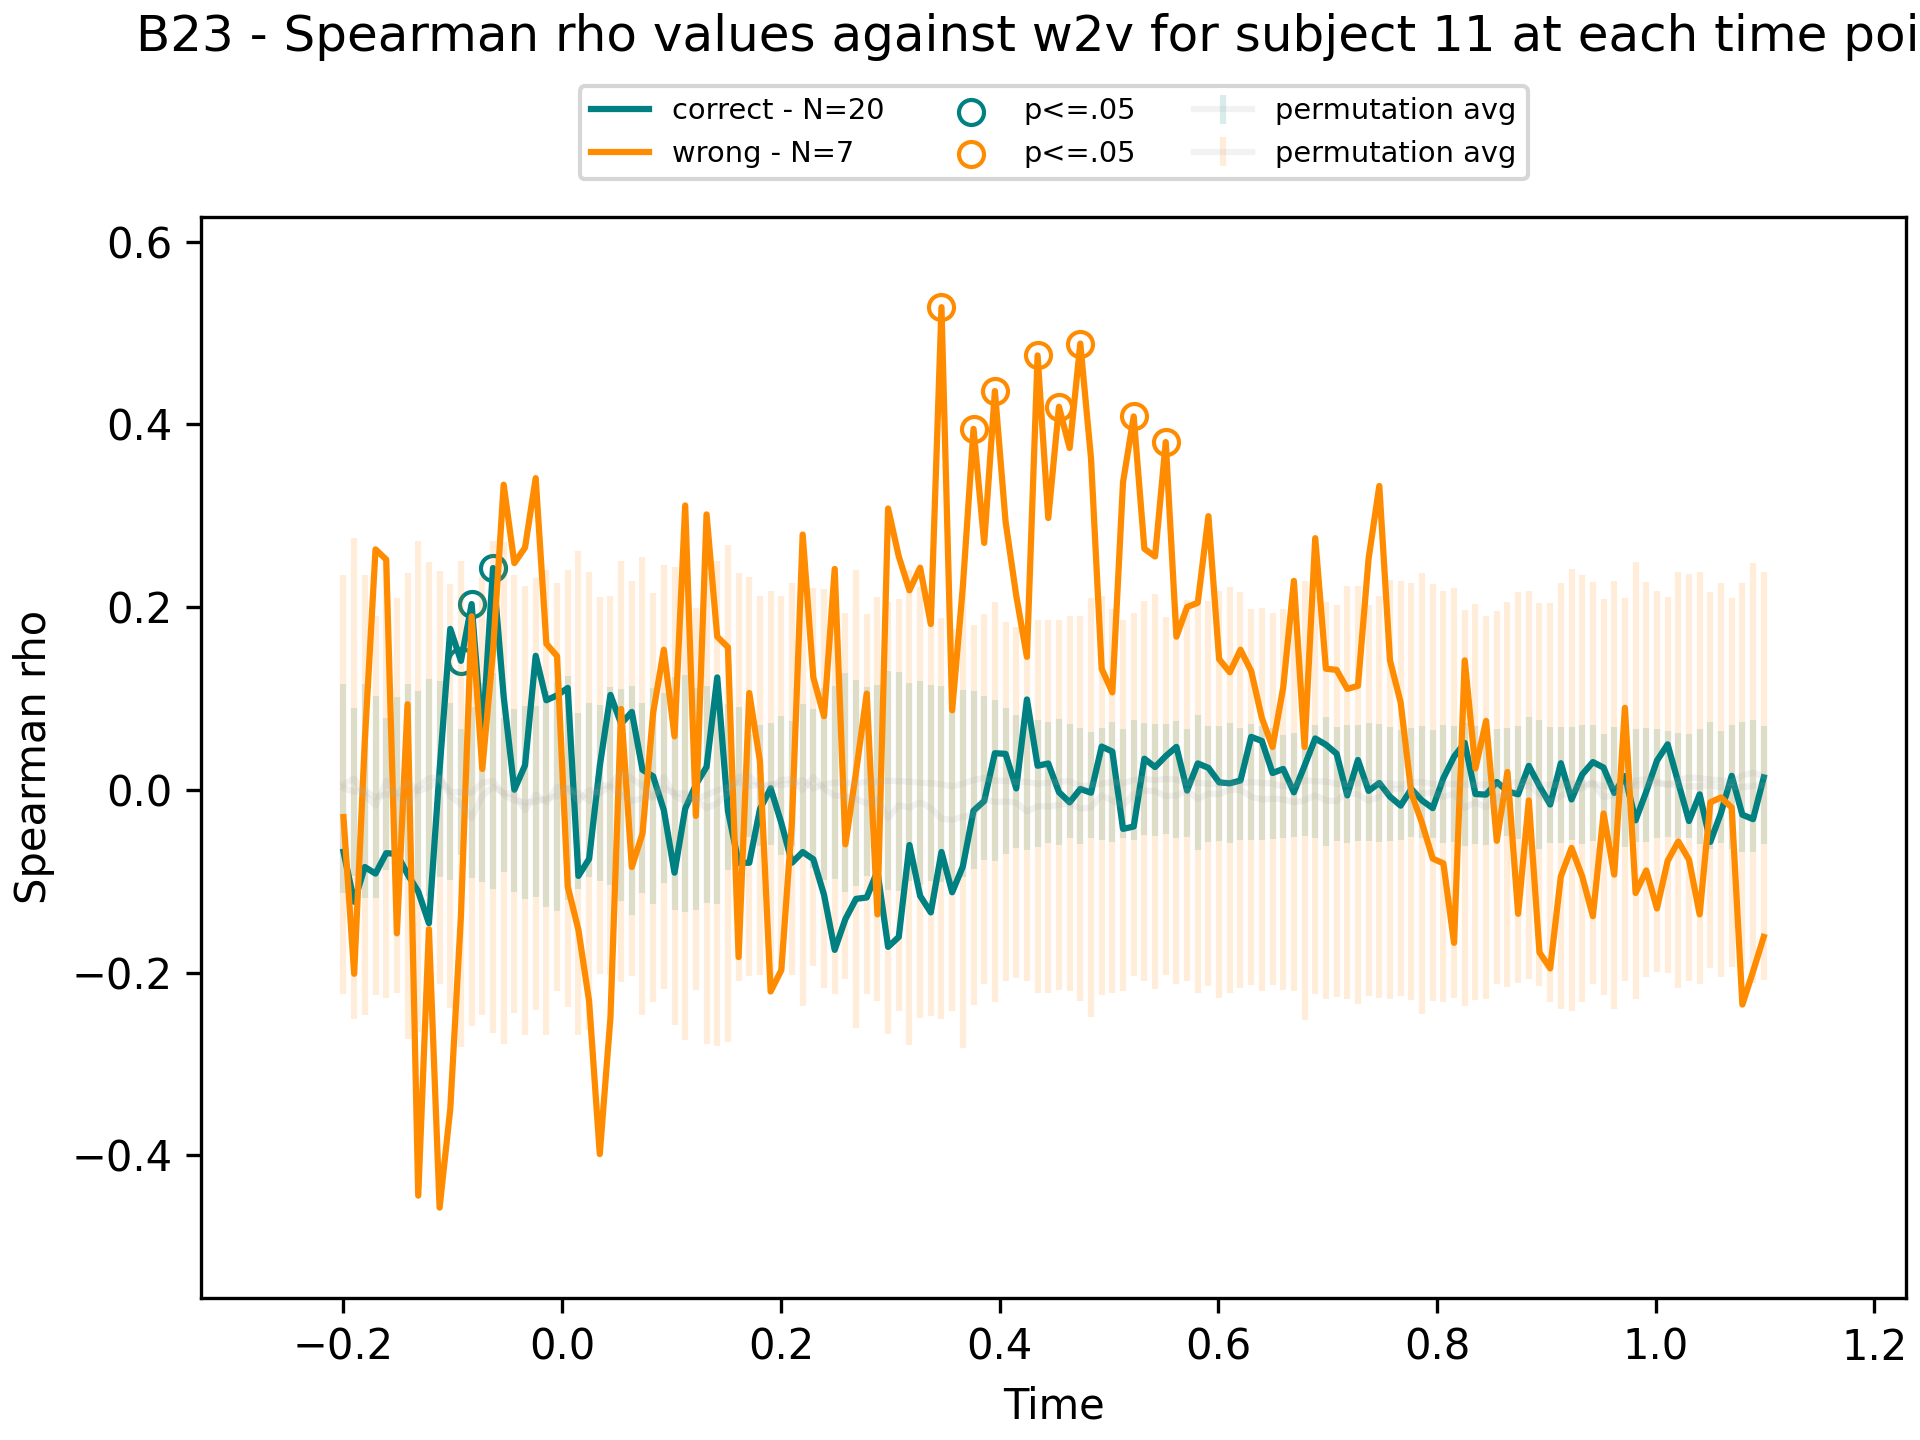 B23 - Spearman rho values against w2v for subject 11 at each time poi
correct - N=20 p<=.05 permutation avg
wrong - N=7 p<=.05 permutation avg
0.6
0.4
0.2
0.0
−0.2
−0.4
Spearman rho
−0.2 0.0 0.2 0.4 0.6 0.8 1.0 1.2
Time